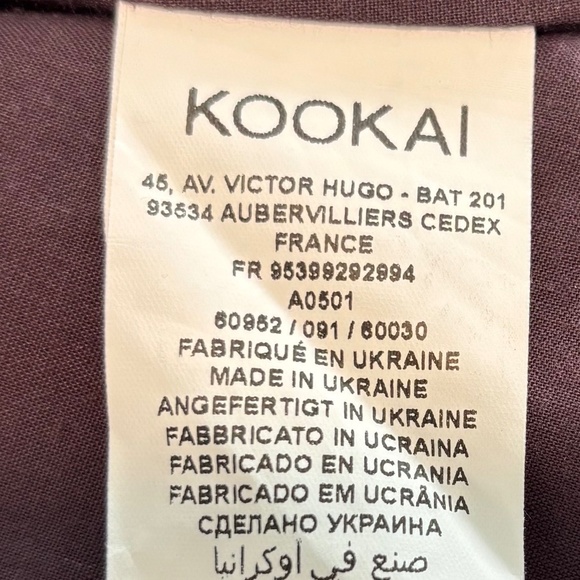 KOOKAI
45, AV. VICTOR HUGO - BAT 201
93534 AUBERVILLIERS CEDEX
FRANCE
FR 95399292994
A0501
60952 / 091 / 60030
FABRIQUÉ EN UKRAINE
MADE IN UKRAINE
ANGEFERTIGT IN UKRAINE
FABBRICATO IN UCRAINA
FABRICADO EN UCRANIA
FABRICADO EM UCRÂNIA
СДЕЛАНО УКРАИНА
صنع في أوكرانيا